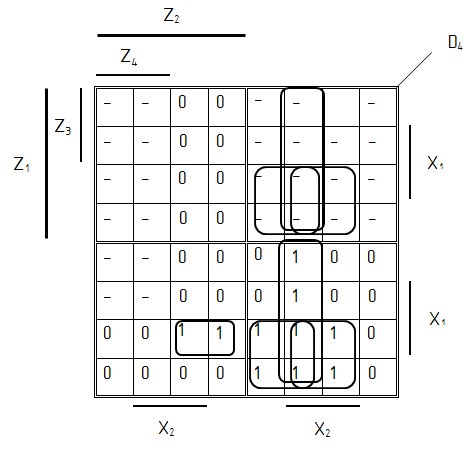 Z₂
D₄
Z₄
– – 0 0 – – –
Z₃ – – 0 0 – – – –
Z₁ – – 0 0 – – – – X₁
– – 0 0 – – – –
– – 0 0 0 1 0 0
– – 0 0 0 1 0 0
0 0 1 1 1 1 1 0 X₁
0 0 0 0 1 1 1 0
X₂ X₂